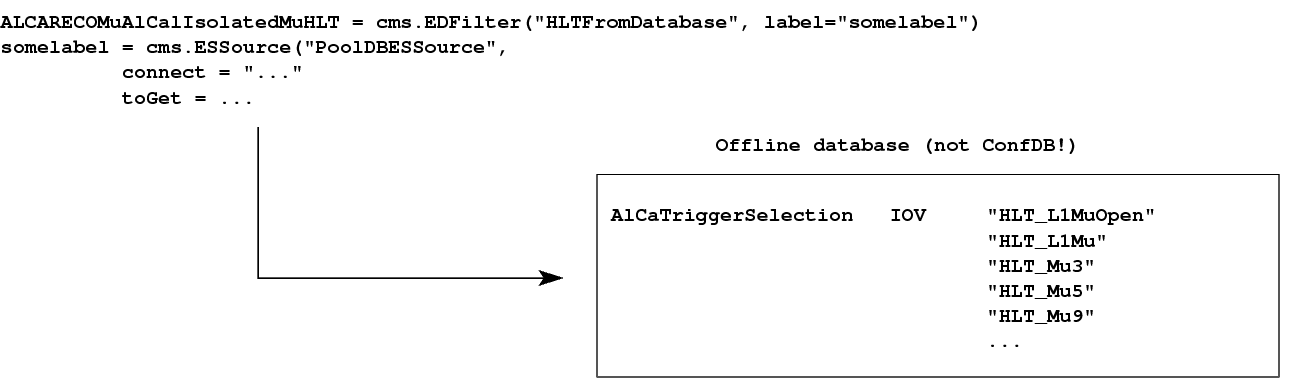 ALCARECOMuAlCalIsolatedMuHLT = cms.EDFilter("HLTFromDatabase", label="somelabel")
somelabel = cms.ESSource("PoolDBESSource",
connect = "..."
toGet = ...
Offline database (not ConfDB!)
AlCaTriggerSelection IOV "HLT_L1MuOpen"
"HLT_L1Mu"
"HLT_Mu3"
"HLT_Mu5"
"HLT_Mu9"
...